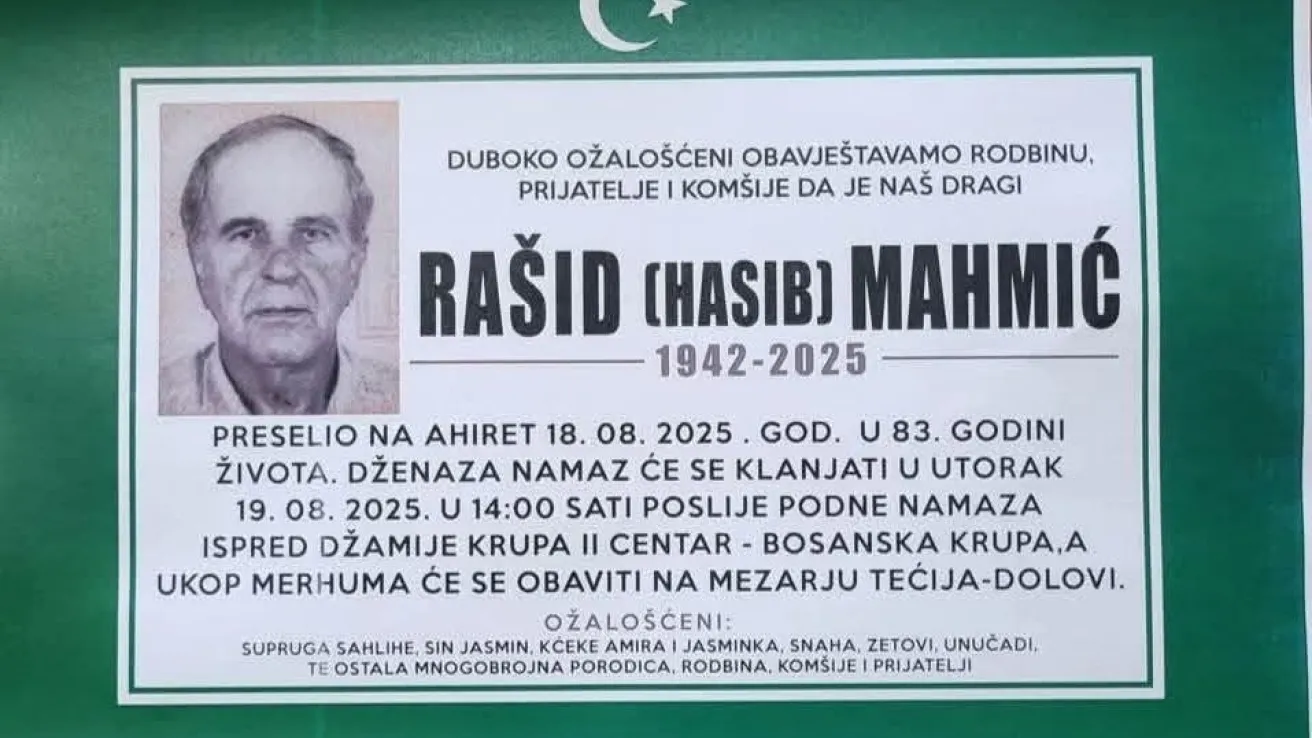 DUBOKO OŽALOŠĆENI OBAVJEŠTAVAMO RODBINU,
PRIJATELJE I KOMŠIJE DA JE NAŠ DRAGI
RAŠID (HASIB) MAHMIĆ
1942-2025
PRESELIO NA AHIRET 18. 08. 2025 . GOD. U 83. GODINI
ŽIVOTA. DŽENAZA NAMAZ ĆE SE KLANJATI U UTORAK
19. 08. 2025. U 14:00 SATI POSLIJE PODNE NAMAZA
ISPRED DŽAMIJE KRUPA II CENTAR - BOSANSKA KRUPA,A
UKOP MERHUMA ĆE SE OBAVITI NA MEZARJU TEĆIJA-DOLOVI.
OŽALOŠĆENI:
SUPRUGA SAHLIHE, SIN JASMIN, KĆEKE AMIRA I JASMINKA, SNAHA, ZETOVI, UNUČADI,
TE OSTALA MNOGOBROJNA PORODICA, RODBINA, KOMŠIJE I PRIJATELJI